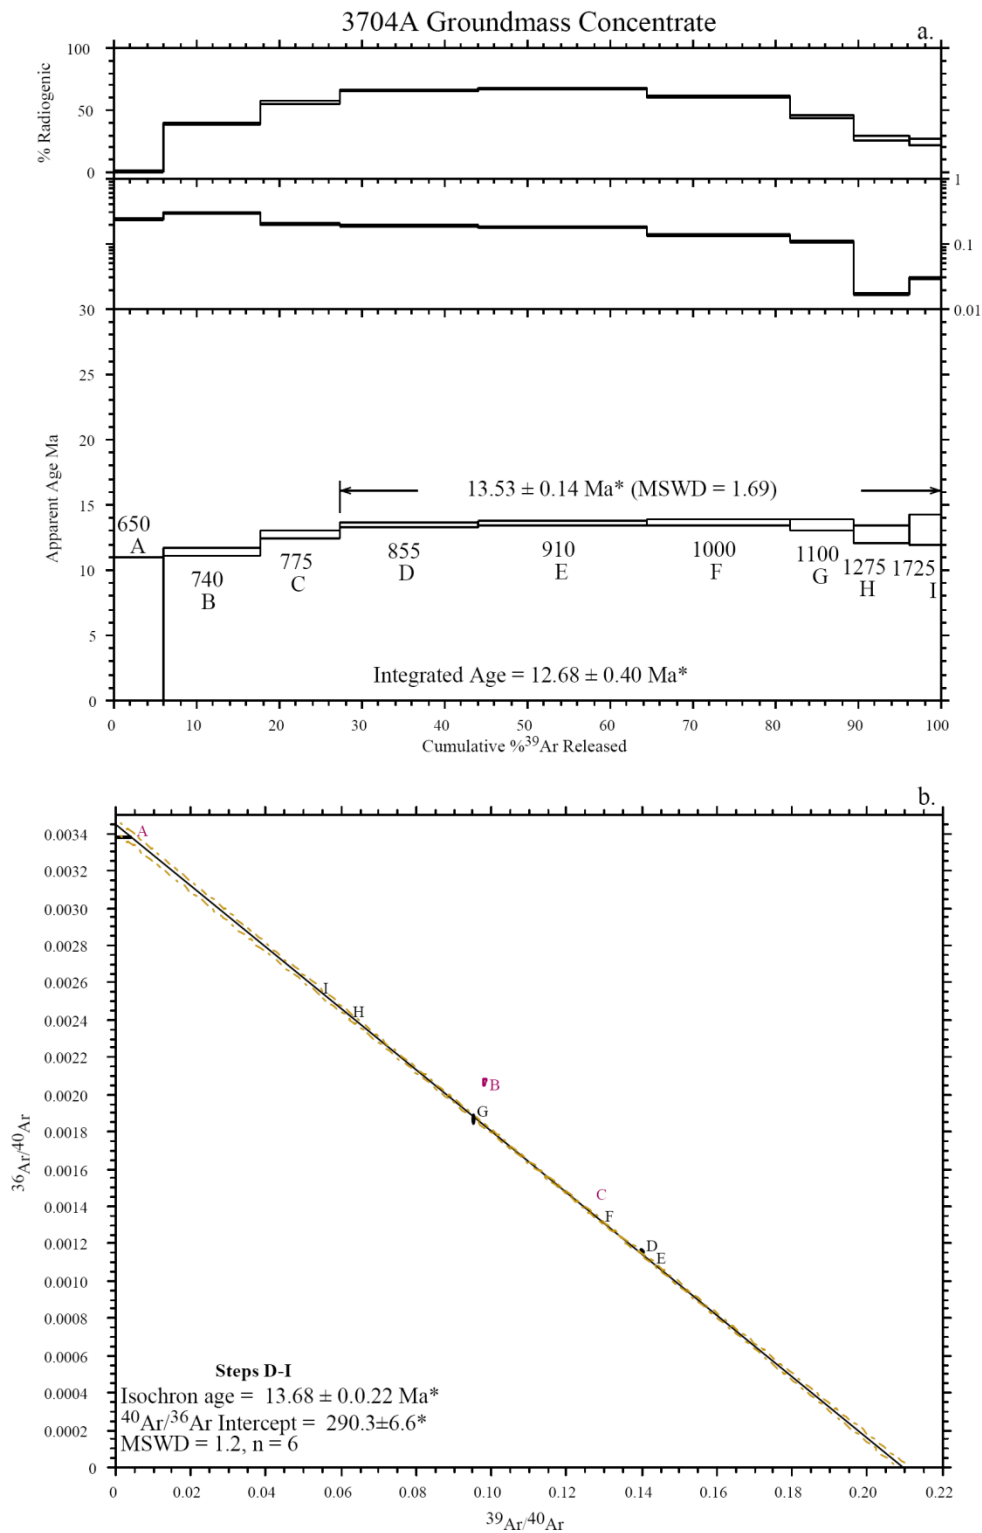 3704A Groundmass Concentrate
a.
% Radiogenic
100
50
0
1
0.1
0.01
Apparent Age Ma
30
25
20
15
10
5
0
13.53 ± 0.14 Ma* (MSWD = 1.69)
650
A
740
B
775
C
855
D
910
E
1000
F
1100
G
1275
H
1725
I
Integrated Age = 12.68 ± 0.40 Ma*
0 10 20 30 40 50 60 70 80 90 100
Cumulative %39Ar Released
b.
36Ar/40Ar
0.0034
0.0032
0.0030
0.0028
0.0026
0.0024
0.0022
0.0020
0.0018
0.0016
0.0014
0.0012
0.0010
0.0008
0.0006
0.0004
0.0002
0
A
I
H
B
G
C
F
D
E
Steps D-I
Isochron age = 13.68 ± 0.0.22 Ma*
40Ar/36Ar Intercept = 290.3±6.6*
MSWD = 1.2, n = 6
0 0.02 0.04 0.06 0.08 0.10 0.12 0.14 0.16 0.18 0.20 0.22
39Ar/40Ar